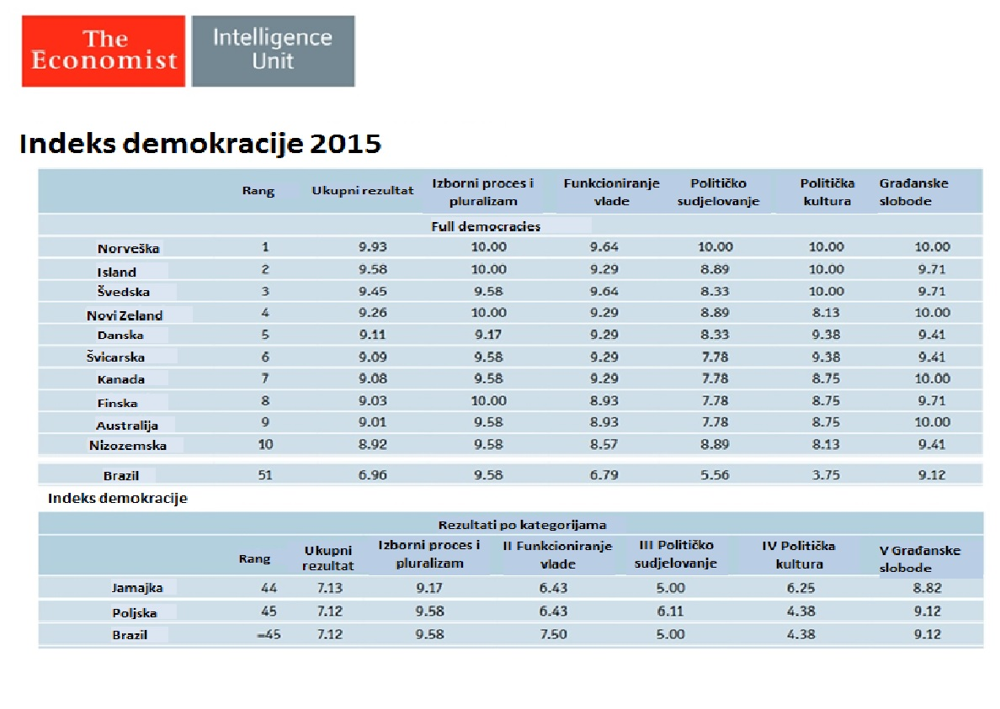 The
Economist
Intelligence
Unit
Indeks demokracije 2015
Rang Ukupni rezultat Izborni proces i pluralizam Funkcioniranje vlade Političko sudjelovanje Politička kultura Građanske slobode
Full democracies
Norveška 1 9.93 10.00 9.64 10.00 10.00 10.00
Island 2 9.58 10.00 9.29 8.89 10.00 9.71
Švedska 3 9.45 9.58 9.64 8.33 10.00 9.71
Novi Zeland 4 9.26 10.00 9.29 8.89 8.13 10.00
Danska 5 9.11 9.17 9.29 8.33 9.38 9.41
Švicarska 6 9.09 9.58 9.29 7.78 9.38 9.41
Kanada 7 9.08 9.58 9.29 7.78 8.75 10.00
Finska 8 9.03 10.00 8.93 7.78 8.75 9.71
Australija 9 9.01 9.58 8.93 7.78 8.75 10.00
Nizozemska 10 8.92 9.58 8.57 8.89 8.13 9.41
Brazil 51 6.96 9.58 6.79 5.56 3.75 9.12
Indeks demokracije
Rezultati po kategorijama
Rang Ukupni rezultat Izborni proces i pluralizam II Funkcioniranje vlade III Političko sudjelovanje IV Politička kultura V Građanske slobode
Jamajka 44 7.13 9.17 6.43 5.00 6.25 8.82
Poljska 45 7.12 9.58 6.43 6.11 4.38 9.12
Brazil =45 7.12 9.58 7.50 5.00 4.38 9.12